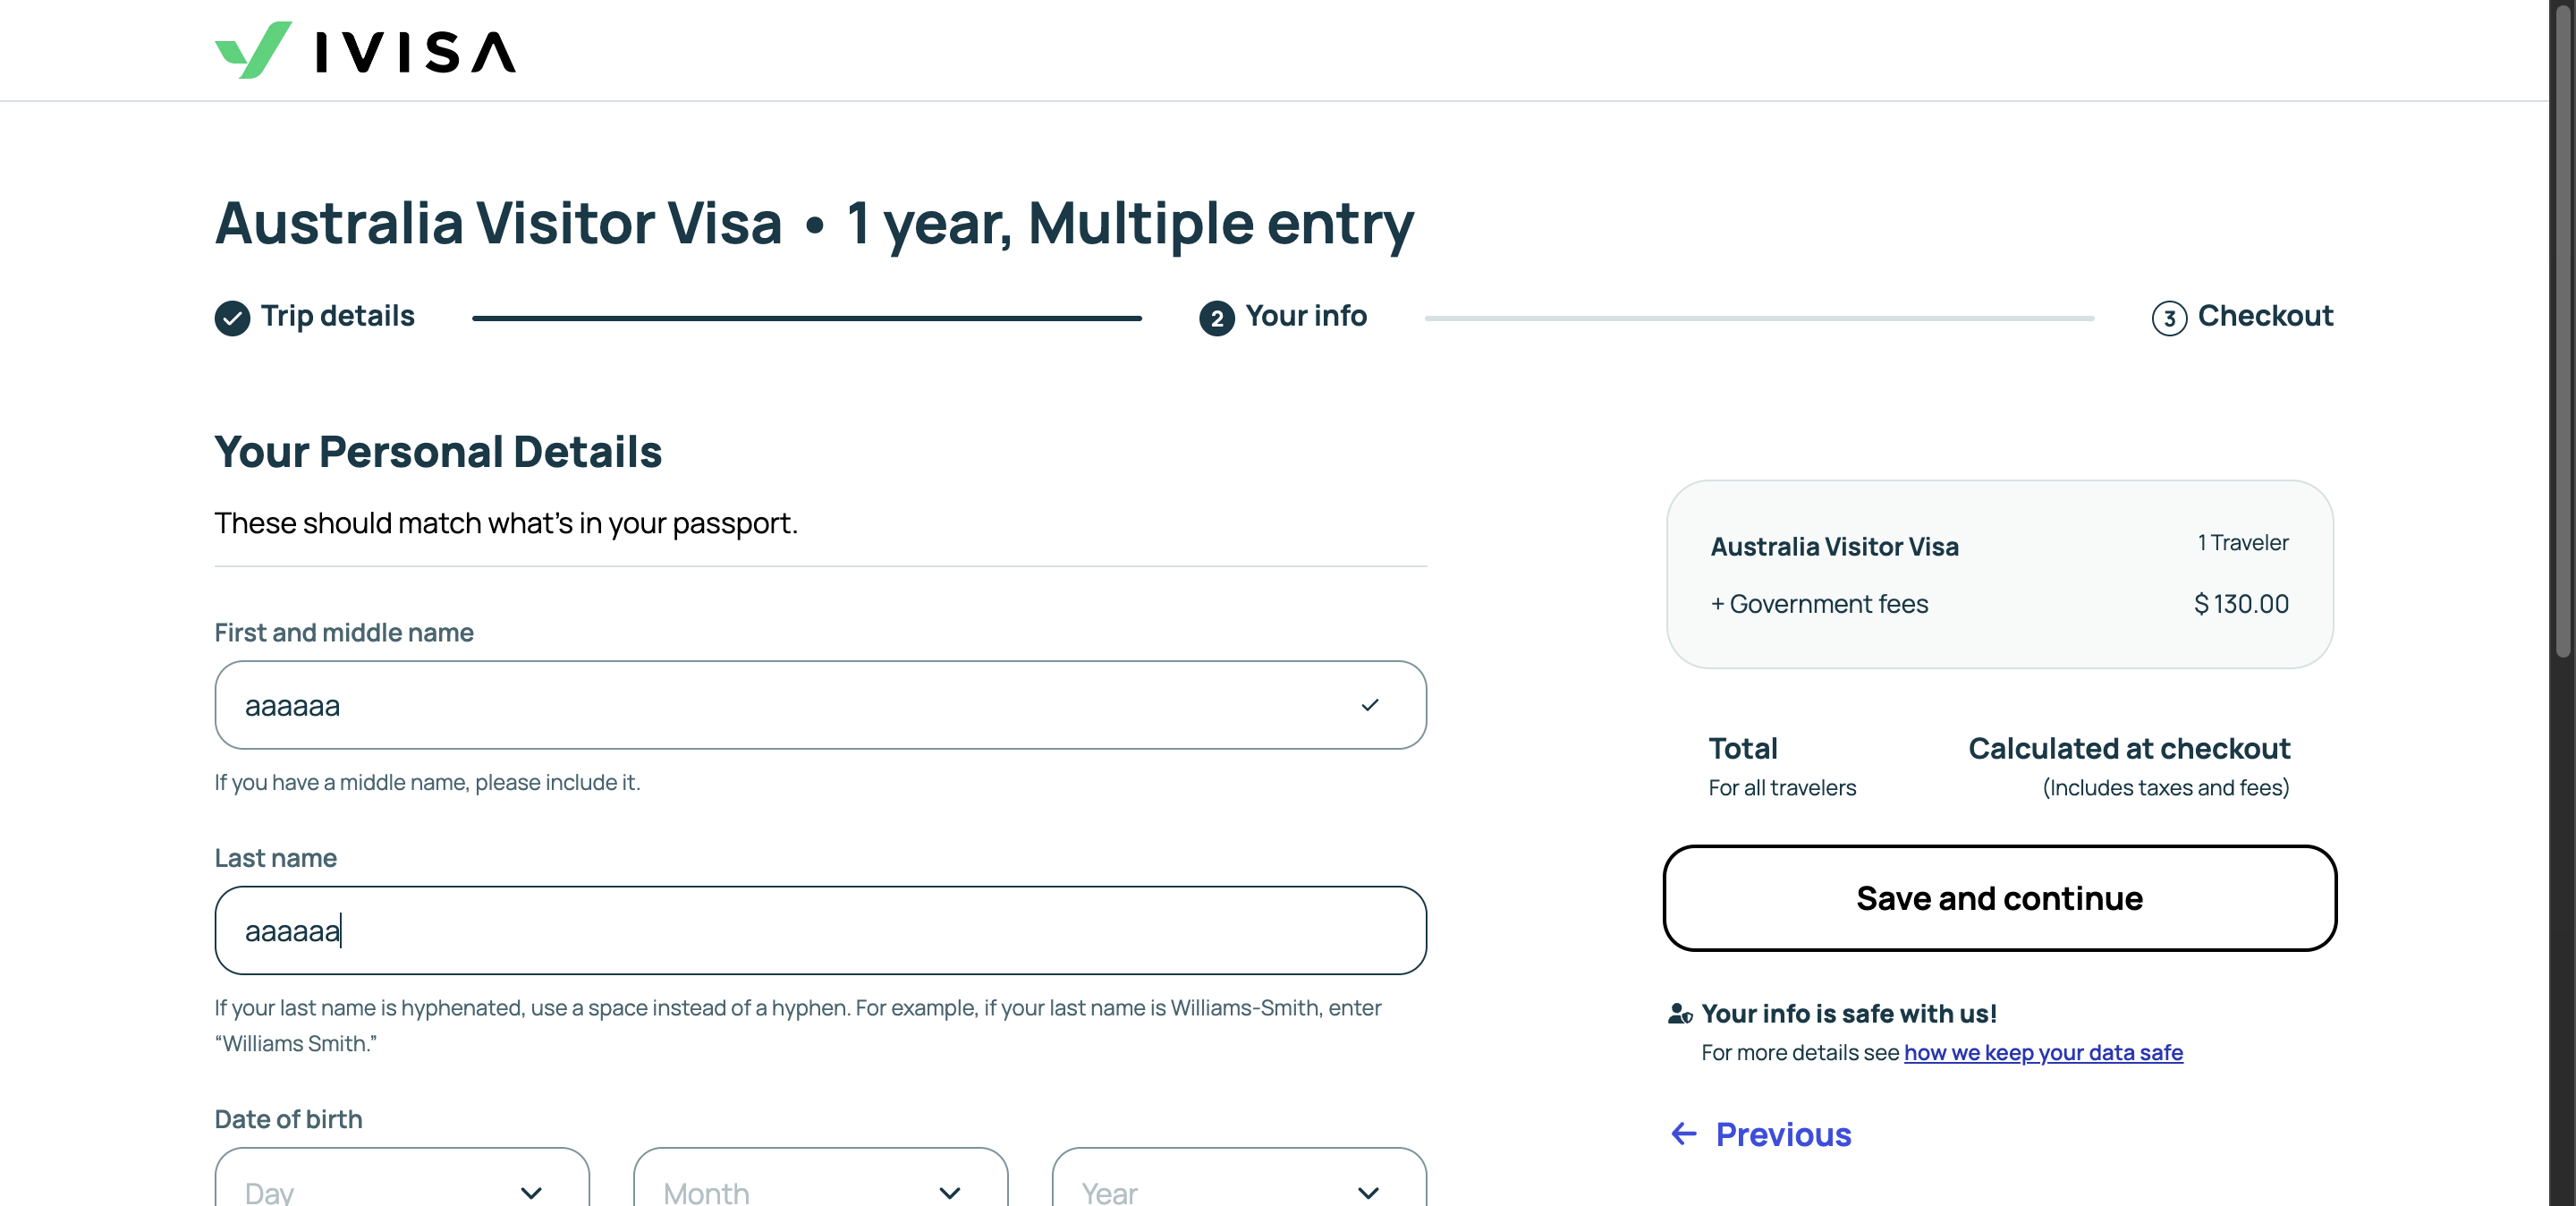 IVISA
Australia Visitor Visa • 1 year, Multiple entry
Trip details
2 Your info
3 Checkout
Your Personal Details
These should match what's in your passport.
First and middle name
aaaaaa
If you have a middle name, please include it.
Last name
aaaaaa
If your last name is hyphenated, use a space instead of a hyphen. For example, if your last name is Williams-Smith, enter
“Williams Smith.”
Date of birth
Day Month Year
Australia Visitor Visa 1 Traveler
+ Government fees $ 130.00
Total Calculated at checkout
For all travelers (Includes taxes and fees)
Save and continue
Your info is safe with us!
For more details see how we keep your data safe
Previous